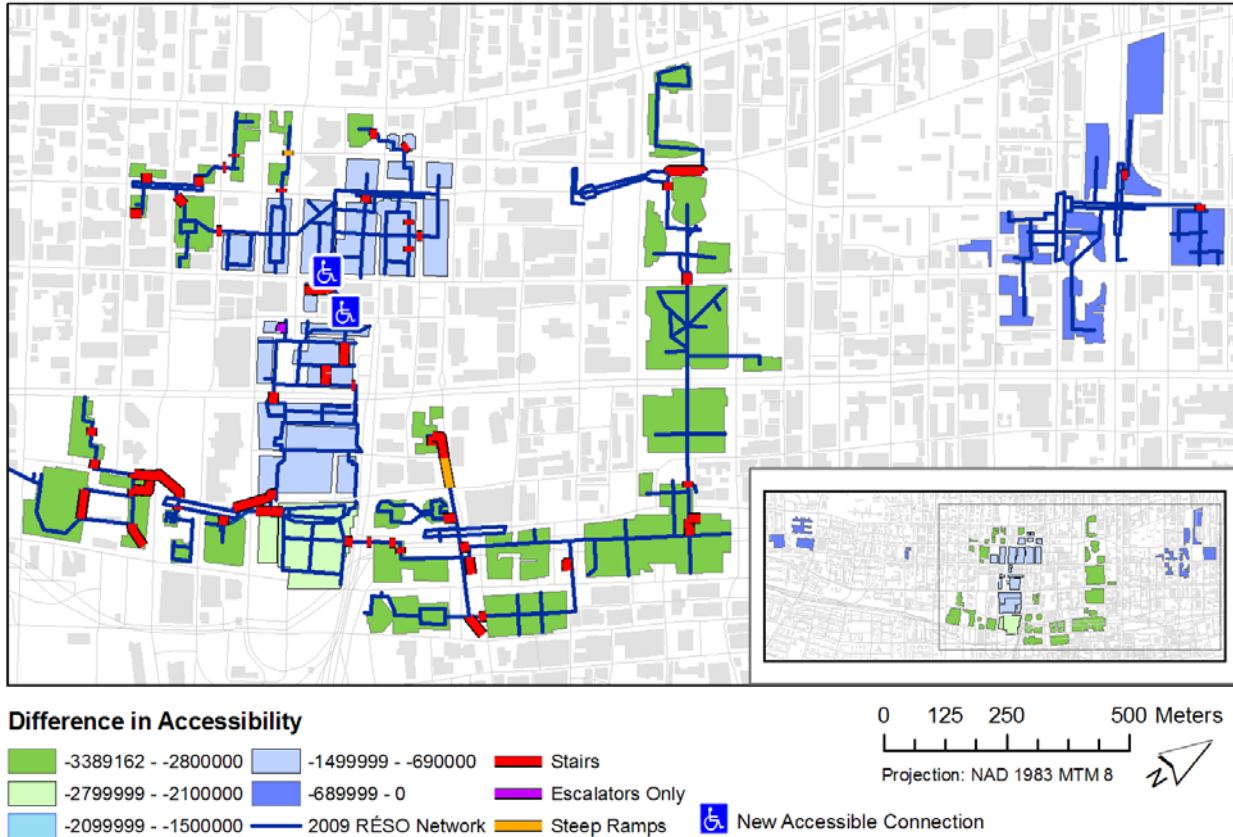 Difference in Accessibility
-3389162 - -2800000
-2799999 - -2100000
-2099999 - -1500000
-1499999 - -690000
-689999 - 0
2009 RÉSO Network
Stairs
Escalators Only
Steep Ramps
New Accessible Connection
0 125 250 500 Meters
Projection: NAD 1983 MTM 8
N